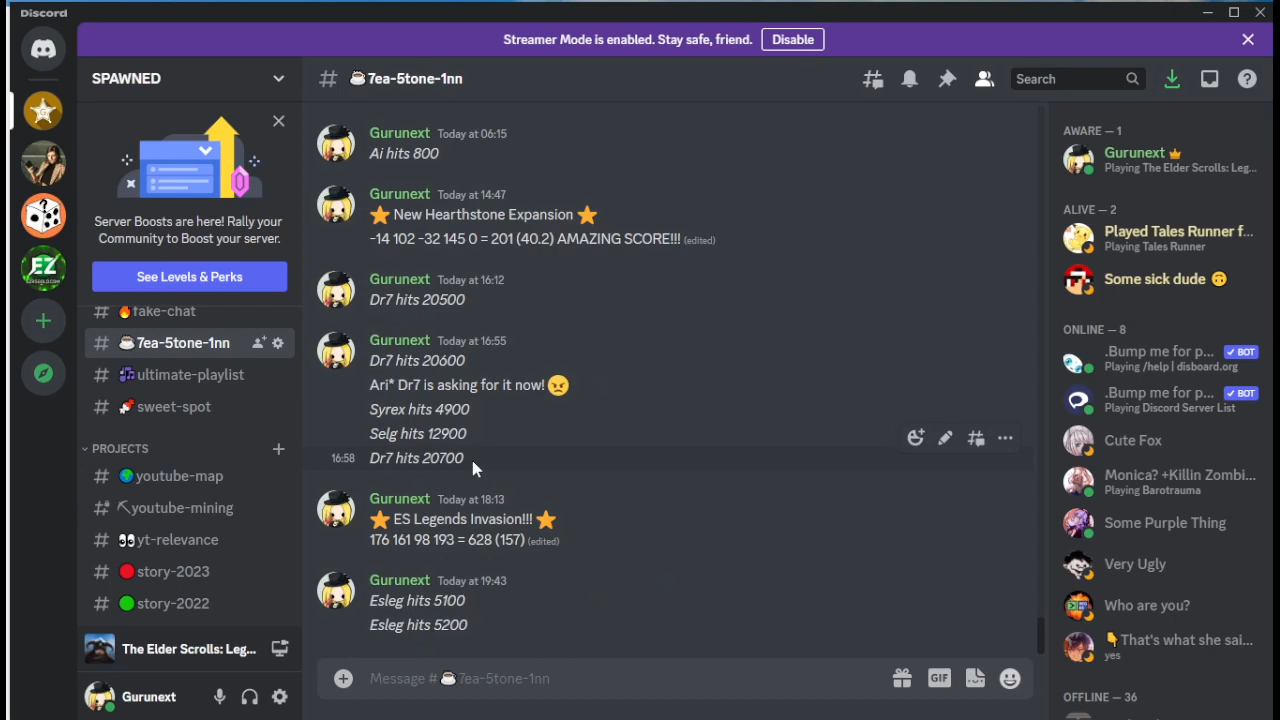 Discord
Streamer Mode is enabled. Stay safe, friend.
Disable
SPAWNED
Server Boosts are here! Rally your
Community to Boost your server.
See Levels & Perks
# 🔥take-chat
# ☕7ea-5tone-1nn
# 🎶ultimate-playlist
# sweet-spot
PROJECTS
# 🌍youtube-map
# ⛏youtube-mining
# 👀yt-relevance
# 🔴story-2023
# 🟢story-2022
The Elder Scrolls: Leg...
Gurunext
# ☕7ea-5tone-1nn
Search
Gurunext Today at 06:15
Ai hits 800
Gurunext Today at 14:47
⭐ New Hearthstone Expansion ⭐
-14 102 -32 145 0 = 201 (40.2) AMAZING SCORE!!! (edited)
Gurunext Today at 16:12
Dr7 hits 20500
Gurunext Today at 16:55
Dr7 hits 20600
Ari* Dr7 is asking for it now! 😠
Syrex hits 4900
Selg hits 12900
16:58 Dr7 hits 20700
Gurunext Today at 18:13
⭐ ES Legends Invasion!!! ⭐
176 161 98 193 = 628 (157) (edited)
Gurunext Today at 19:43
Esleg hits 5100
Esleg hits 5200
Message # ☕7ea-5tone-1nn
GIF
AWARE — 1
Gurunext
Playing The Elder Scrolls: Leg...
ALIVE — 2
Played Tales Runner f...
Playing Tales Runner
Some sick dude 🙃
ONLINE — 8
.Bump me for p... ✓ BOT
Playing /help | disboard.org
.Bump me for p... ✓ BOT
Playing Discord Server List
Cute Fox
Monica? +Killin Zombi...
Playing Barotrauma
Some Purple Thing
Very Ugly
Who are you?
👇That's what she sai...
yes
OFFLINE — 36
EZ